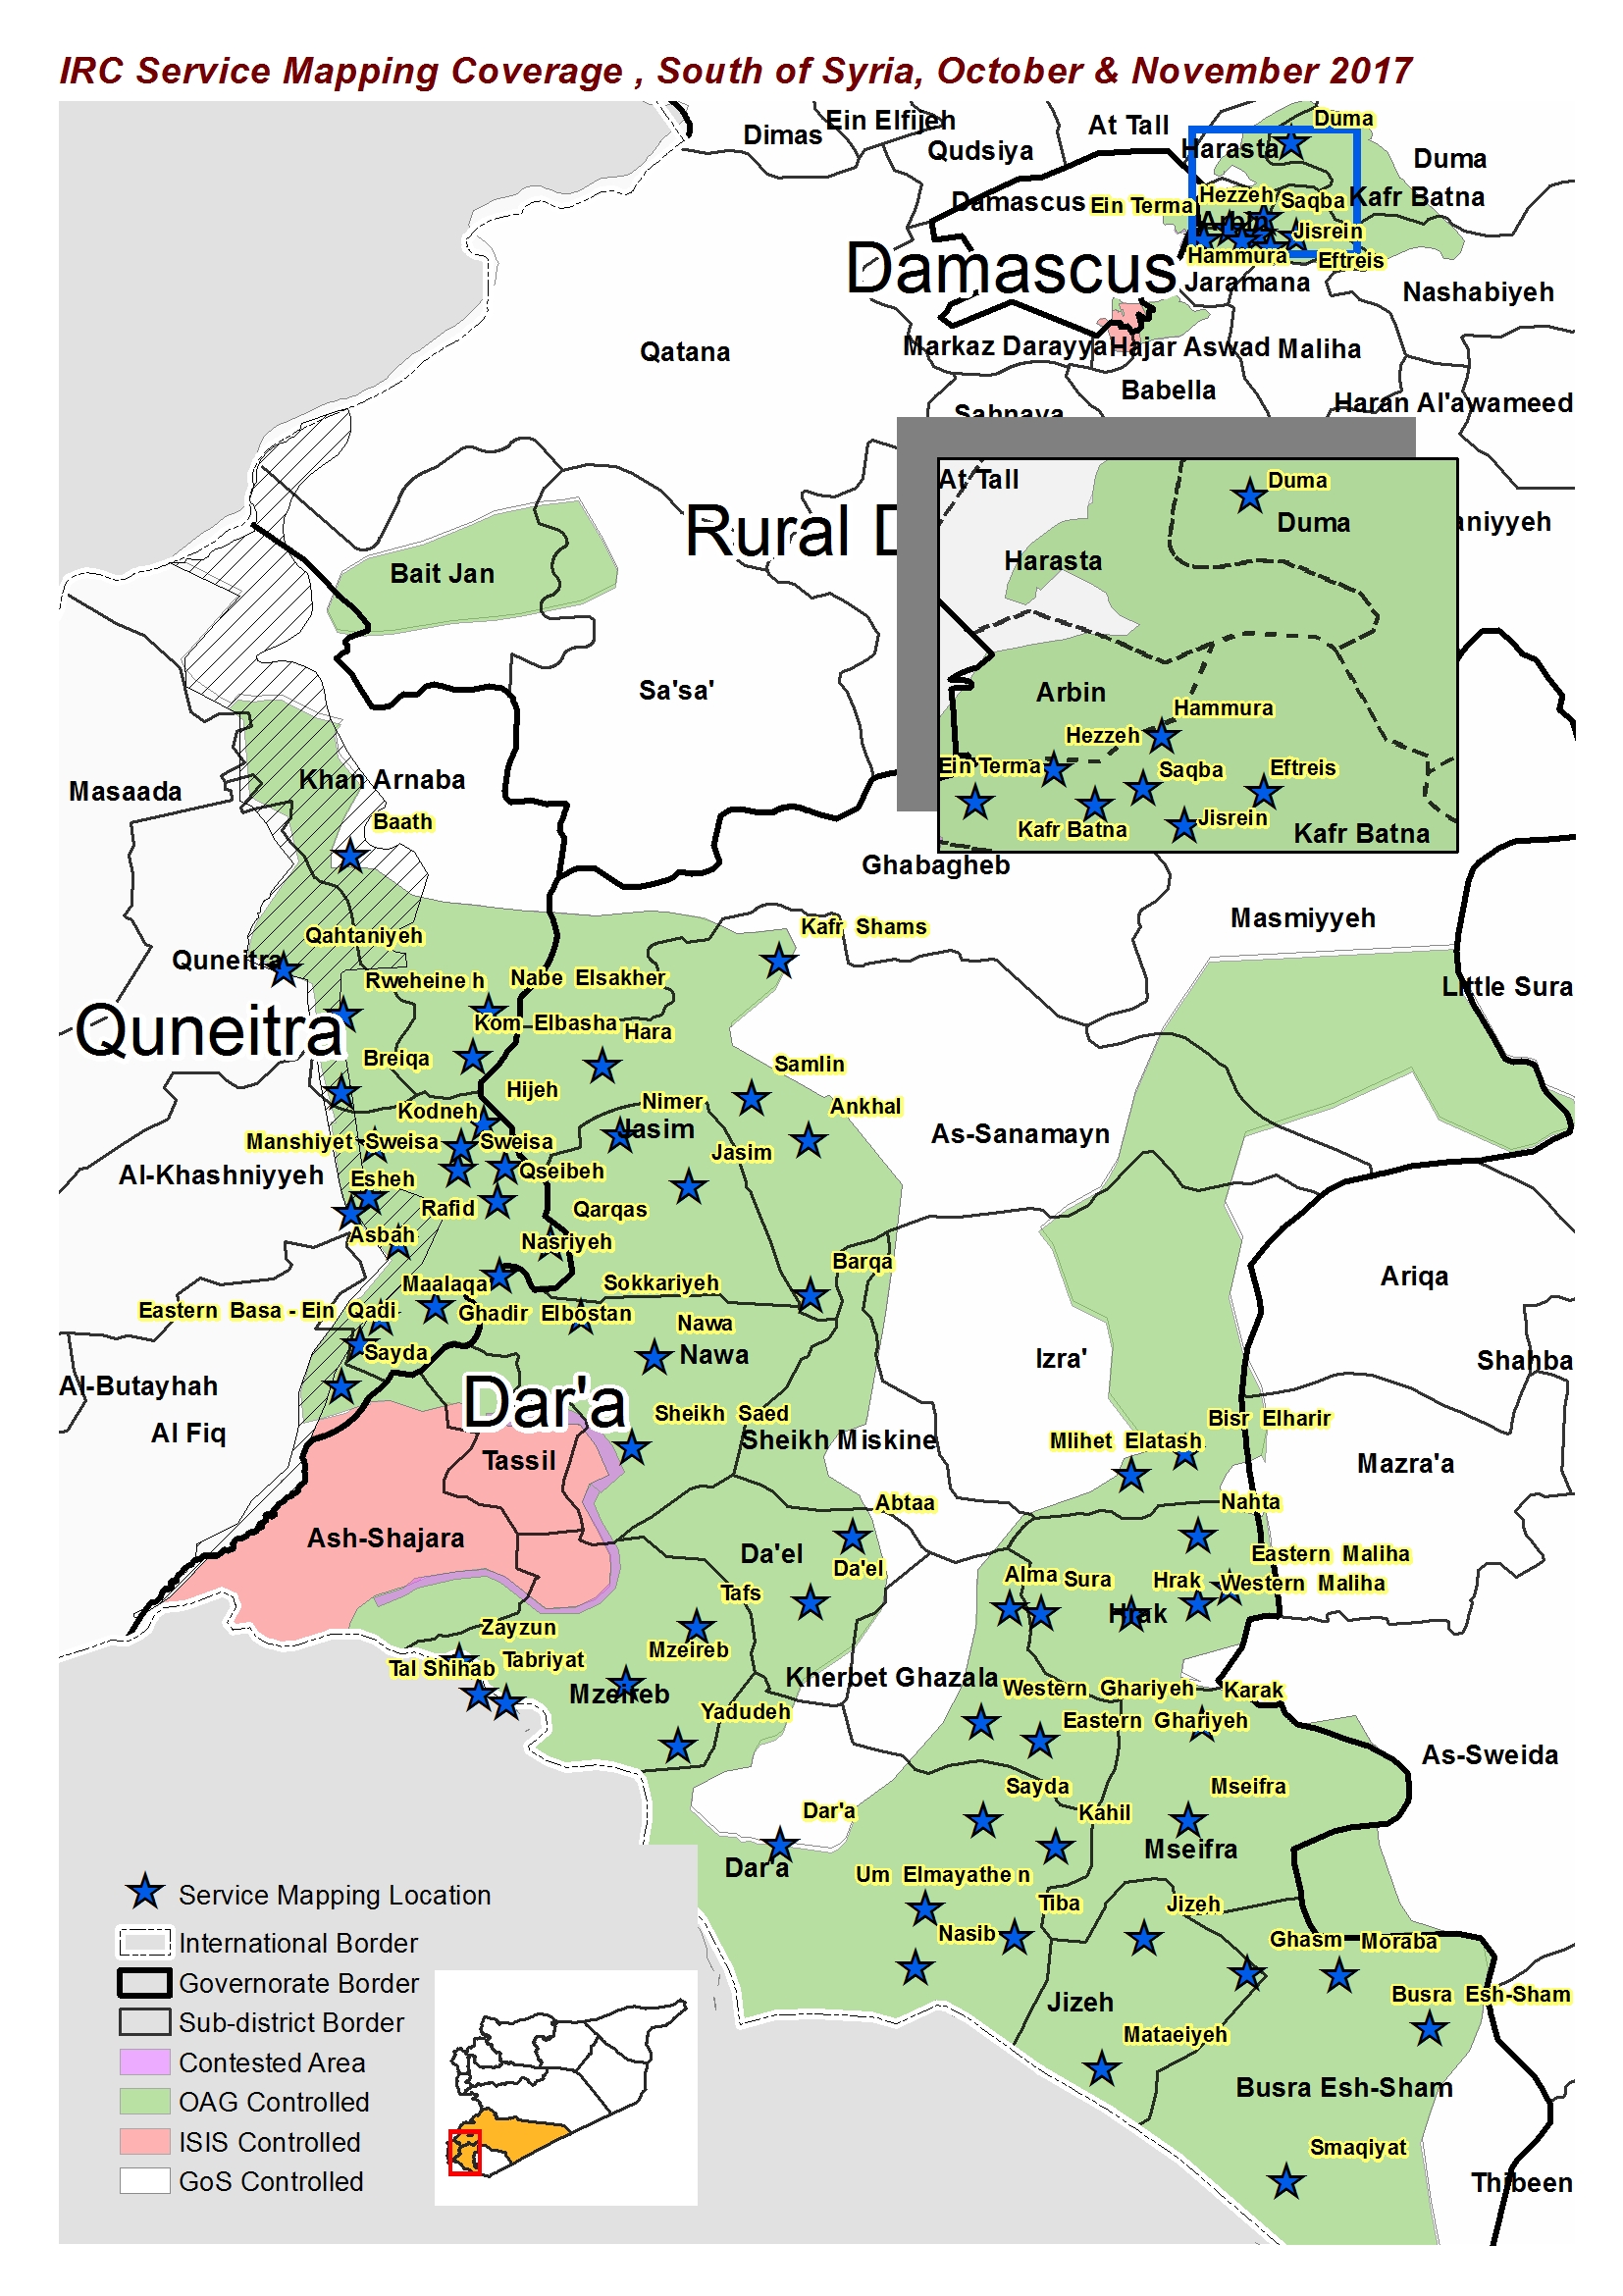 IRC Service Mapping Coverage , South of Syria, October & November 2017
Duma
Ein Elfijeh
At Tall
Dimas
Qudsiya
Harasta
Duma
Hezzeh
Saqba
Kafr Batna
Damascus
Ein Terma
Arbin
Jisrein
Hammura
Eftreis
Damascus
Jaramana
Nashabiyeh
Qatana
Markaz Darayya
Hajar Aswad
Maliha
Babella
Haran Al'awameed
Sahnaya
At Tall
Duma
Duma
aniyyeh
Rural D
Harasta
Bait Jan
Sa'sa'
Arbin
Hammura
Hezzeh
Ein Terma
Saqba
Eftreis
Kafr Batna
Jisrein
Kafr Batna
Masaada
Khan Arnaba
Baath
Ghabagheb
Masmiyyeh
Kafr Shams
Qahtaniyeh
Quneitra
Rweheine h
Nabe Elsakher
Little Sura
Quneitra
Kom Elbasha
Hara
Breiqa
Samlin
Hijeh
Nimer
Ankhal
Kodneh
Jasim
As-Sanamayn
Manshiyet Sweisa
Sweisa
Jasim
Al-Khashniyyeh
Esheh
Qseibeh
Rafid
Qarqas
Asbah
Nasriyeh
Barqa
Ariqa
Maalaqa
Sokkariyeh
Eastern Basa - Ein Qadi
Ghadir Elbostan
Nawa
Sayda
Nawa
Izra'
Shahba
Al-Butayhah
Dar'a
Sheikh Saed
Bisr Elharir
Al Fiq
Sheikh Miskine
Mlihet Elatash
Tassil
Mazra'a
Abtaa
Nahta
Ash-Shajara
Da'el
Eastern Maliha
Da'el
Alma
Sura
Hrak
Western Maliha
Tafs
Hrak
Zayzun
Mzeireb
Tal Shihab
Tabriyat
Kherbet Ghazala
Mzeireb
Western Ghariyeh
Karak
Yadudeh
Eastern Ghariyeh
As-Sweida
Sayda
Mseifra
Dar'a
Kahil
Mseifra
Dar'a
Um Elmayathe n
Tiba
Jizeh
Nasib
Ghasm
Moraba
Busra Esh-Sham
Jizeh
Mataeiyeh
Busra Esh-Sham
Smaqiyat
Thibeen
Service Mapping Location
International Border
Governorate Border
Sub-district Border
Contested Area
OAG Controlled
ISIS Controlled
GoS Controlled